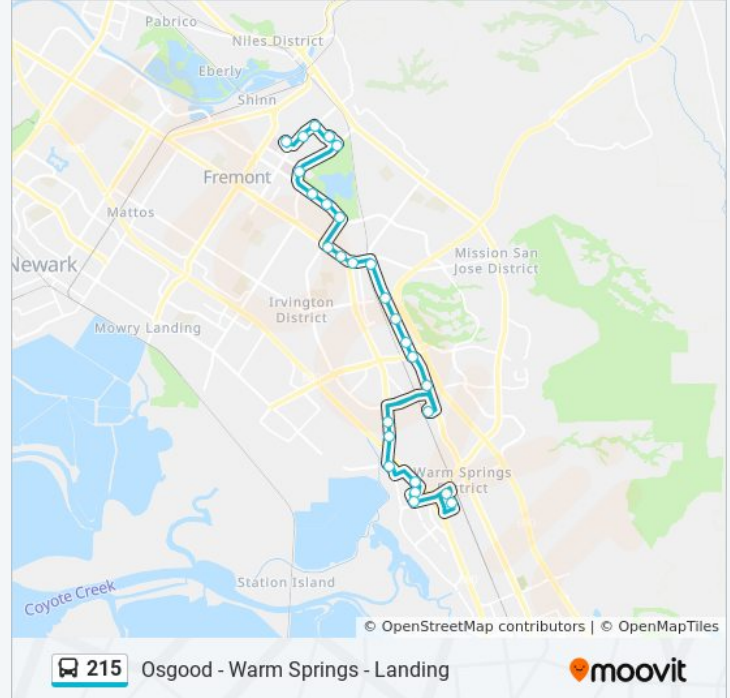 Pabrico
Niles District
Eberly
Shinn
Fremont
Mattos
Newark
Mission San
Jose District
Irvington
District
Mowry Landing
Warm Springs
District
Station Island
Coyote Creek
© OpenStreetMap contributors | © OpenMapTiles
215 Osgood - Warm Springs - Landing
moovit